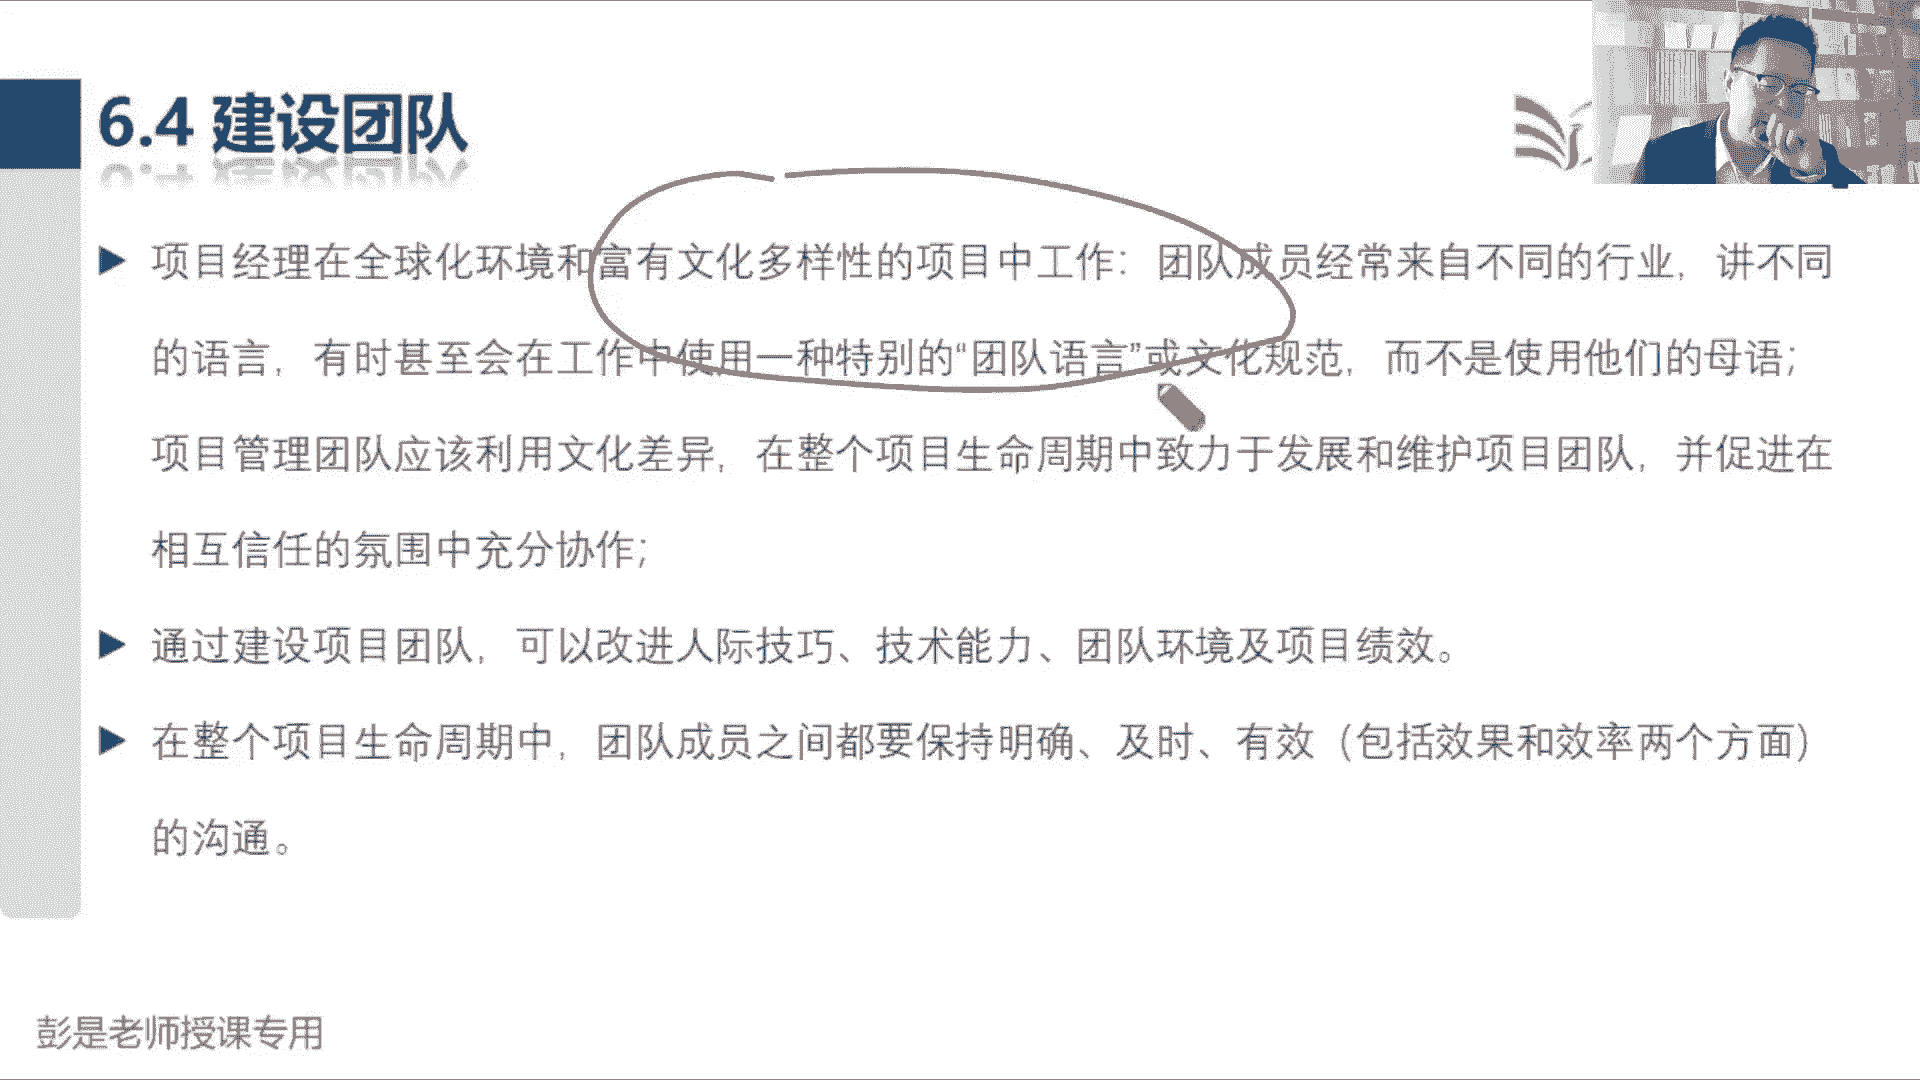 6.4 建设团队
项目经理在全球化环境和富有文化多样性的项目中工作：团队成员经常来自不同的行业，讲不同
的语言，有时甚至会在工作中使用一种特别的“团队语言”或文化规范，而不是使用他们的母语；
项目管理团队应该利用文化差异，在整个项目生命周期中致力于发展和维护项目团队，并促进在
相互信任的氛围中充分协作；
通过建设项目团队，可以改进人际技巧、技术能力、团队环境及项目绩效。
在整个项目生命周期中，团队成员之间都要保持明确、及时、有效（包括效果和效率两个方面）
的沟通。
彭是老师授课专用